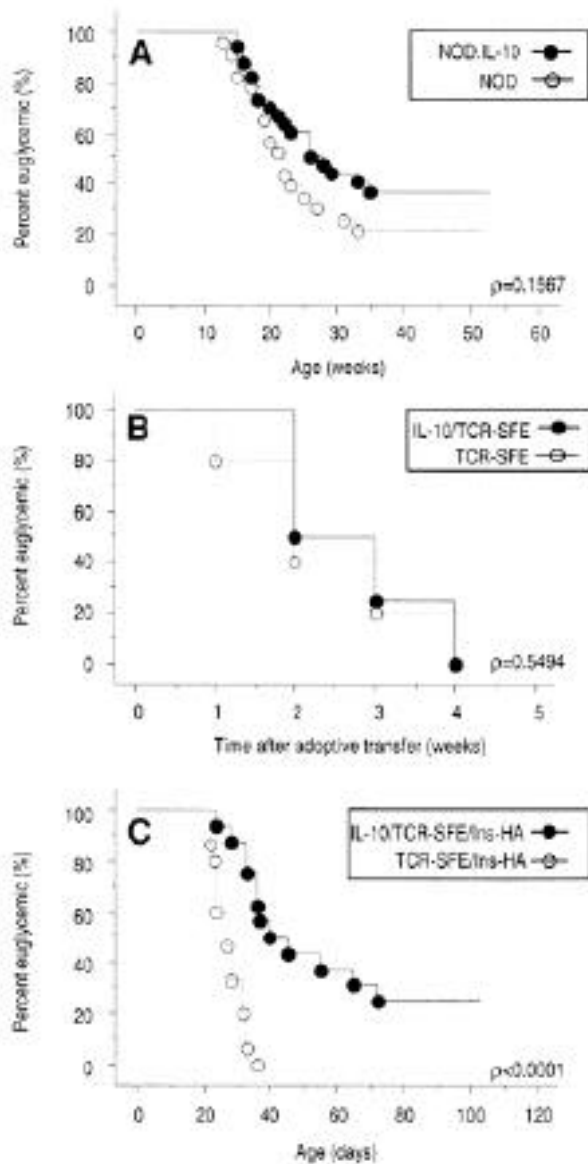 A
NOD.IL-10
NOD
Percent euglycemic (%)
100
80
60
40
20
0
ρ=0.1567
0 10 20 30 40 50 60
Age (weeks)
B
IL-10/TCR-SFE
TCR-SFE
Percent euglycemic (%)
100
80
60
40
20
0
ρ=0.5494
0 1 2 3 4 5
Time after adoptive transfer (weeks)
C
IL-10/TCR-SFE/Ins-HA
TCR-SFE/Ins-HA
Percent euglycemic (%)
100
80
60
40
20
0
ρ<0.0001
0 20 40 60 80 100 120
Age (days)